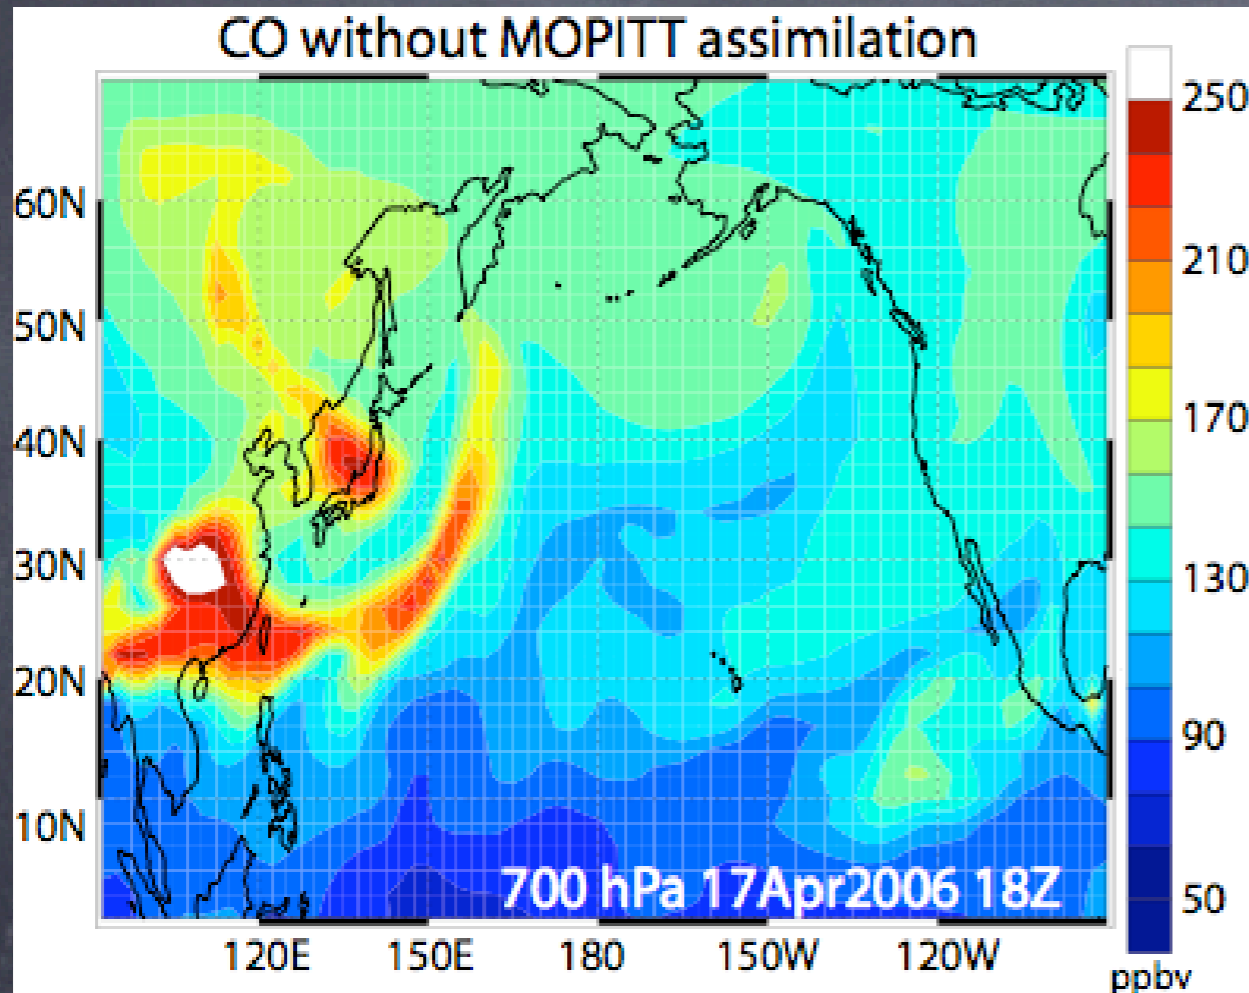 CO without MOPITT assimilation
60N
50N
40N
30N
20N
10N
120E 150E 180 150W 120W
700 hPa 17Apr2006 18Z
250
210
170
130
90
50
ppbv